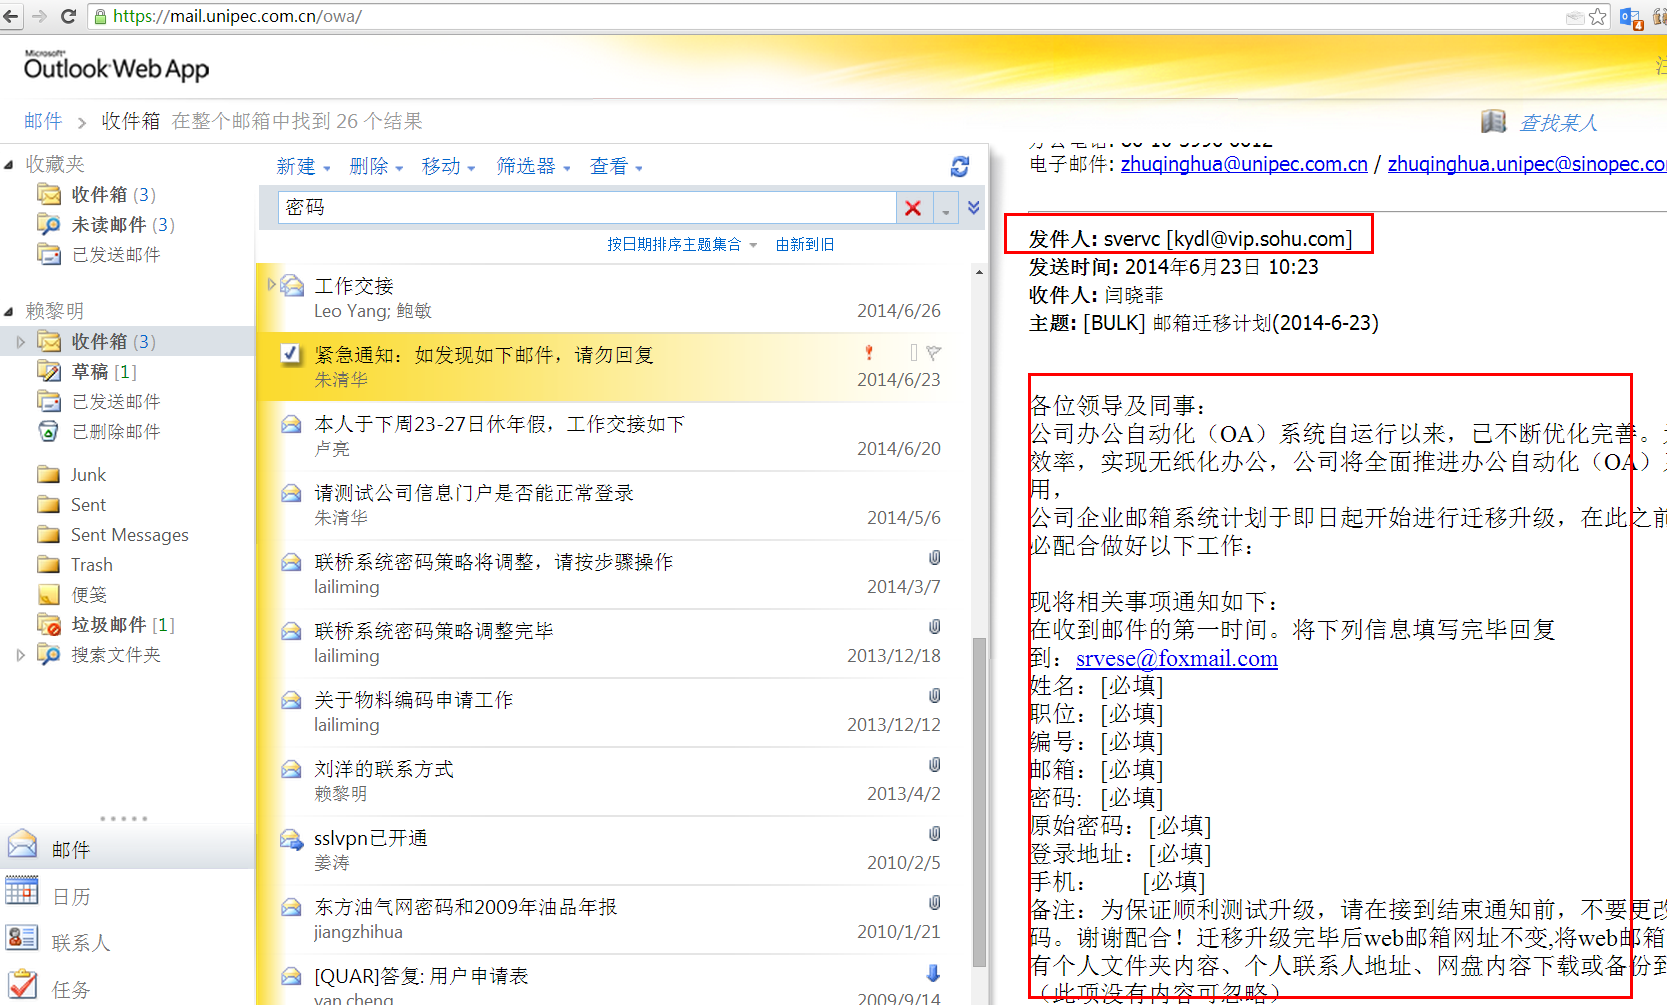 https://mail.unipec.com.cn/owa/
Microsoft
Outlook Web App
邮件 > 收件箱 在整个邮箱中找到 26 个结果
查找某人
收藏夹
收件箱 (3)
未读邮件 (3)
已发送邮件
赖黎明
收件箱 (3)
草稿 [1]
已发送邮件
已删除邮件
Junk
Sent
Sent Messages
Trash
便笺
垃圾邮件 [1]
搜索文件夹
邮件
日历
联系人
任务
新建 删除 移动 筛选器 查看
密码
按日期排序主题集合 由新到旧
工作交接
Leo Yang; 鲍敏 2014/6/26
紧急通知：如发现如下邮件，请勿回复
朱清华 2014/6/23
本人于下周23-27日休年假，工作交接如下
卢亮 2014/6/20
请测试公司信息门户是否能正常登录
朱清华 2014/5/6
联桥系统密码策略将调整，请按步骤操作
lailiming 2014/3/7
联桥系统密码策略调整完毕
lailiming 2013/12/18
关于物料编码申请工作
lailiming 2013/12/12
刘洋的联系方式
赖黎明 2013/4/2
sslvpn已开通
姜涛 2010/2/5
东方油气网密码和2009年油品年报
jiangzhihua 2010/1/21
[QUAR]答复: 用户申请表
yan cheng 2009/9/14
电子邮件: zhuqinghua@unipec.com.cn / zhuqinghua.unipec@sinopec.co
发件人: svervc [kydl@vip.sohu.com]
发送时间: 2014年6月23日 10:23
收件人: 闫晓菲
主题: [BULK] 邮箱迁移计划(2014-6-23)
各位领导及同事：
公司办公自动化（OA）系统自运行以来，已不断优化完善。
效率，实现无纸化办公，公司将全面推进办公自动化（OA）
用，
公司企业邮箱系统计划于即日起开始进行迁移升级，在此之前
必配合做好以下工作：
现将相关事项通知如下：
在收到邮件的第一时间。将下列信息填写完毕回复
到：srvese@foxmail.com
姓名：[必填]
职位：[必填]
编号：[必填]
邮箱：[必填]
密码: [必填]
原始密码：[必填]
登录地址：[必填]
手机： [必填]
备注：为保证顺利测试升级，请在接到结束通知前，不要更改
码。谢谢配合！迁移升级完毕后web邮箱网址不变,将web邮箱
有个人文件夹内容、个人联系人地址、网盘内容下载或备份到
（此项没有内容可忽略）